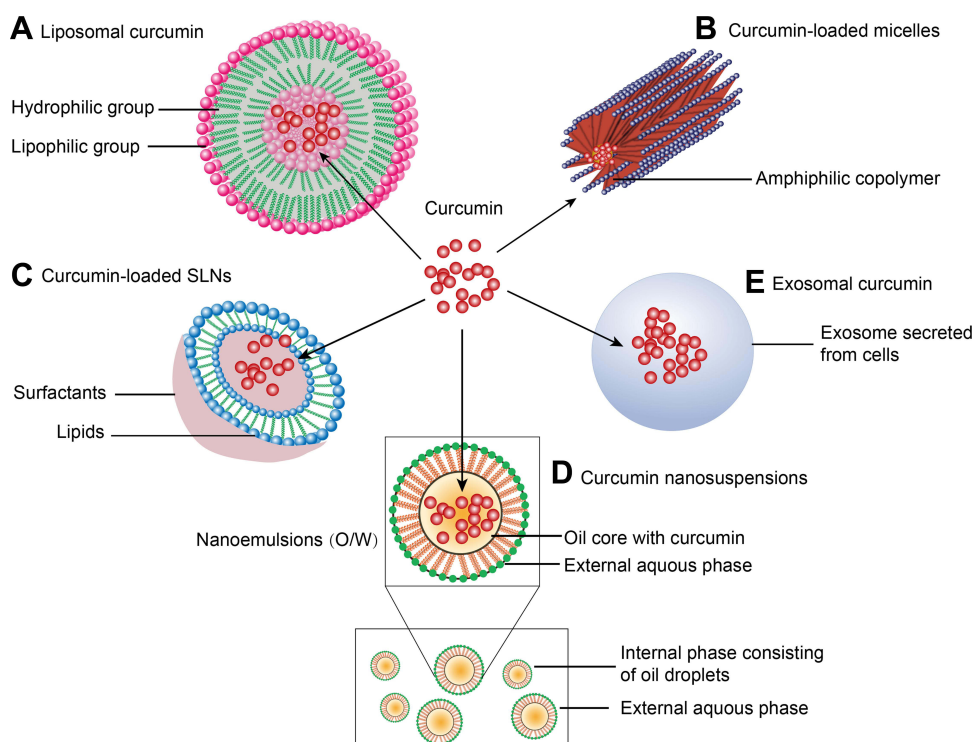 A Liposomal curcumin
Hydrophilic group
Lipophilic group
B Curcumin-loaded micelles
Amphiphilic copolymer
Curcumin
C Curcumin-loaded SLNs
Surfactants
Lipids
E Exosomal curcumin
Exosome secreted
from cells
D Curcumin nanosuspensions
Nanoemulsions (O/W)
Oil core with curcumin
External aquous phase
Internal phase consisting
of oil droplets
External aquous phase